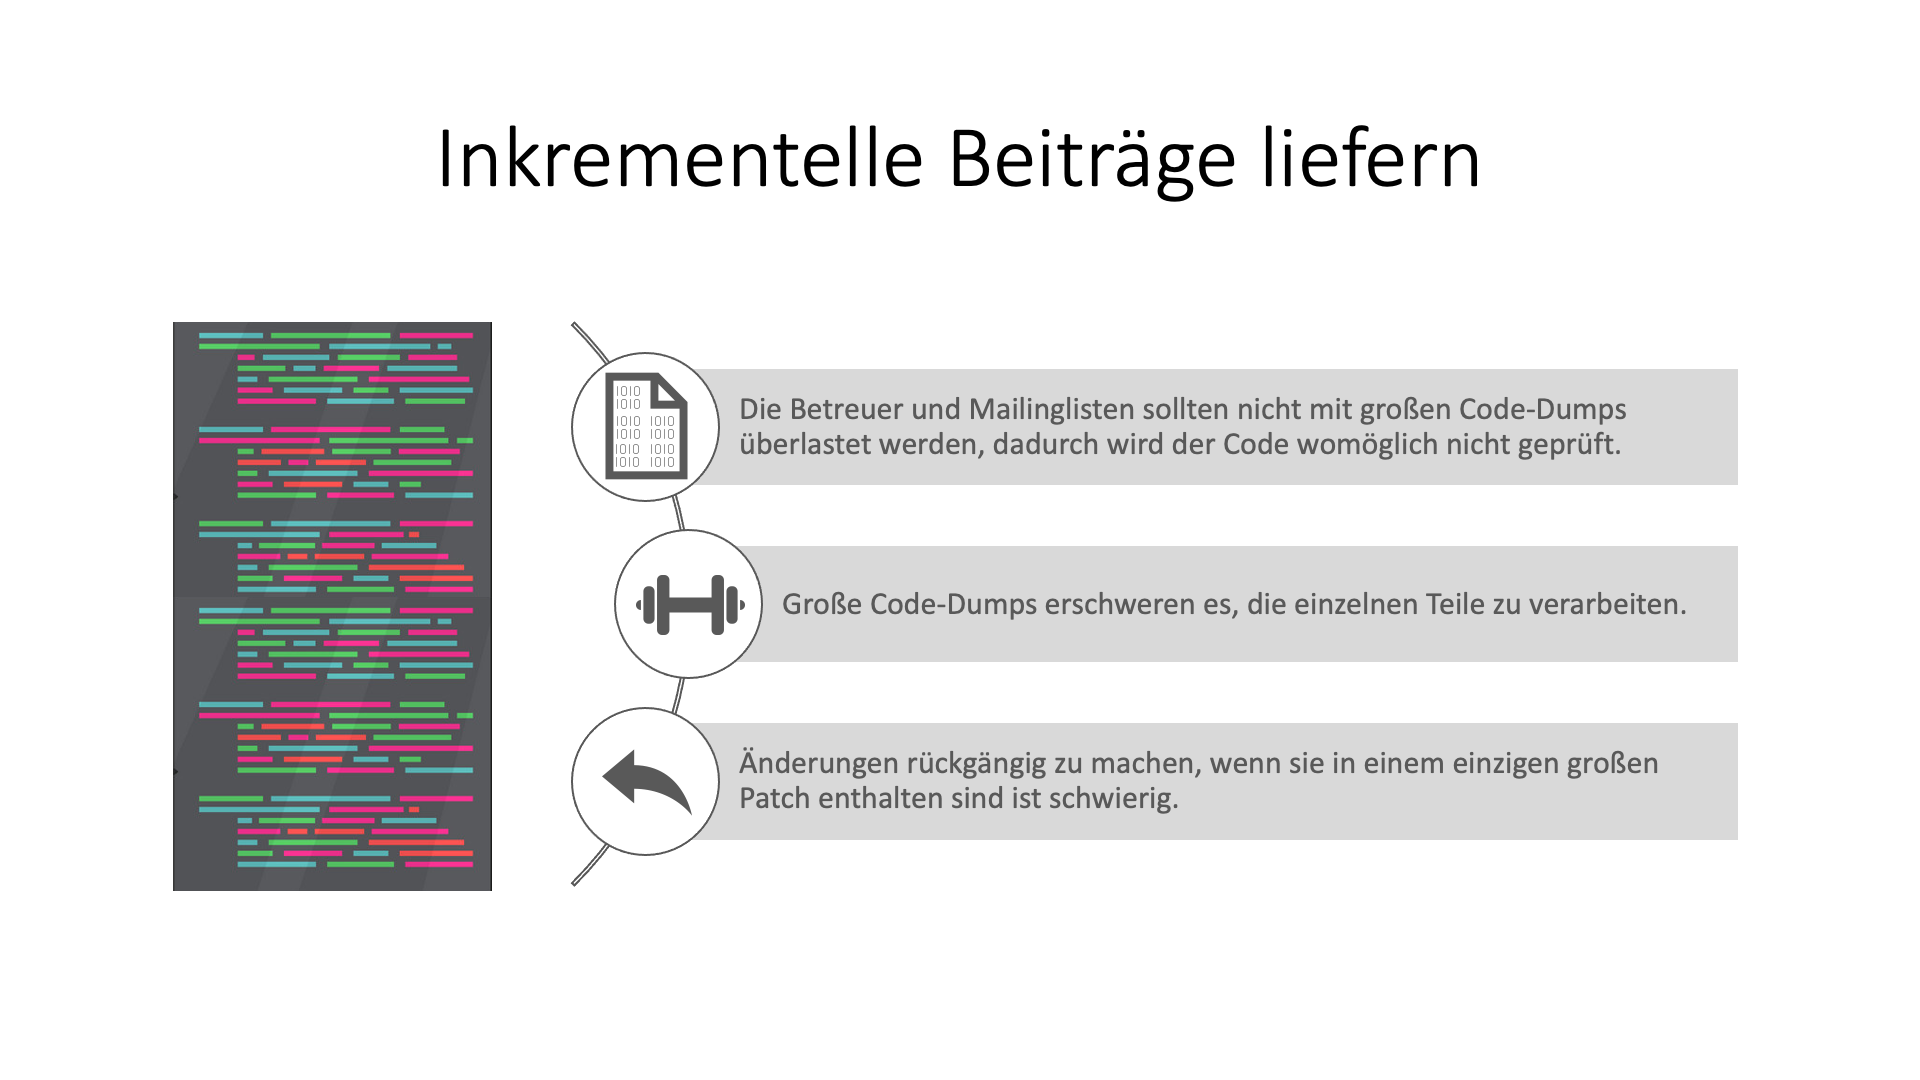 Inkrementelle Beiträge liefern
1010
1010
1010 1010
1010 1010
1010 1010
1010 1010
Die Betreuer und Mailinglisten sollten nicht mit großen Code-Dumps
überlastet werden, dadurch wird der Code womöglich nicht geprüft.
Große Code-Dumps erschweren es, die einzelnen Teile zu verarbeiten.
Änderungen rückgängig zu machen, wenn sie in einem einzigen großen
Patch enthalten sind ist schwierig.